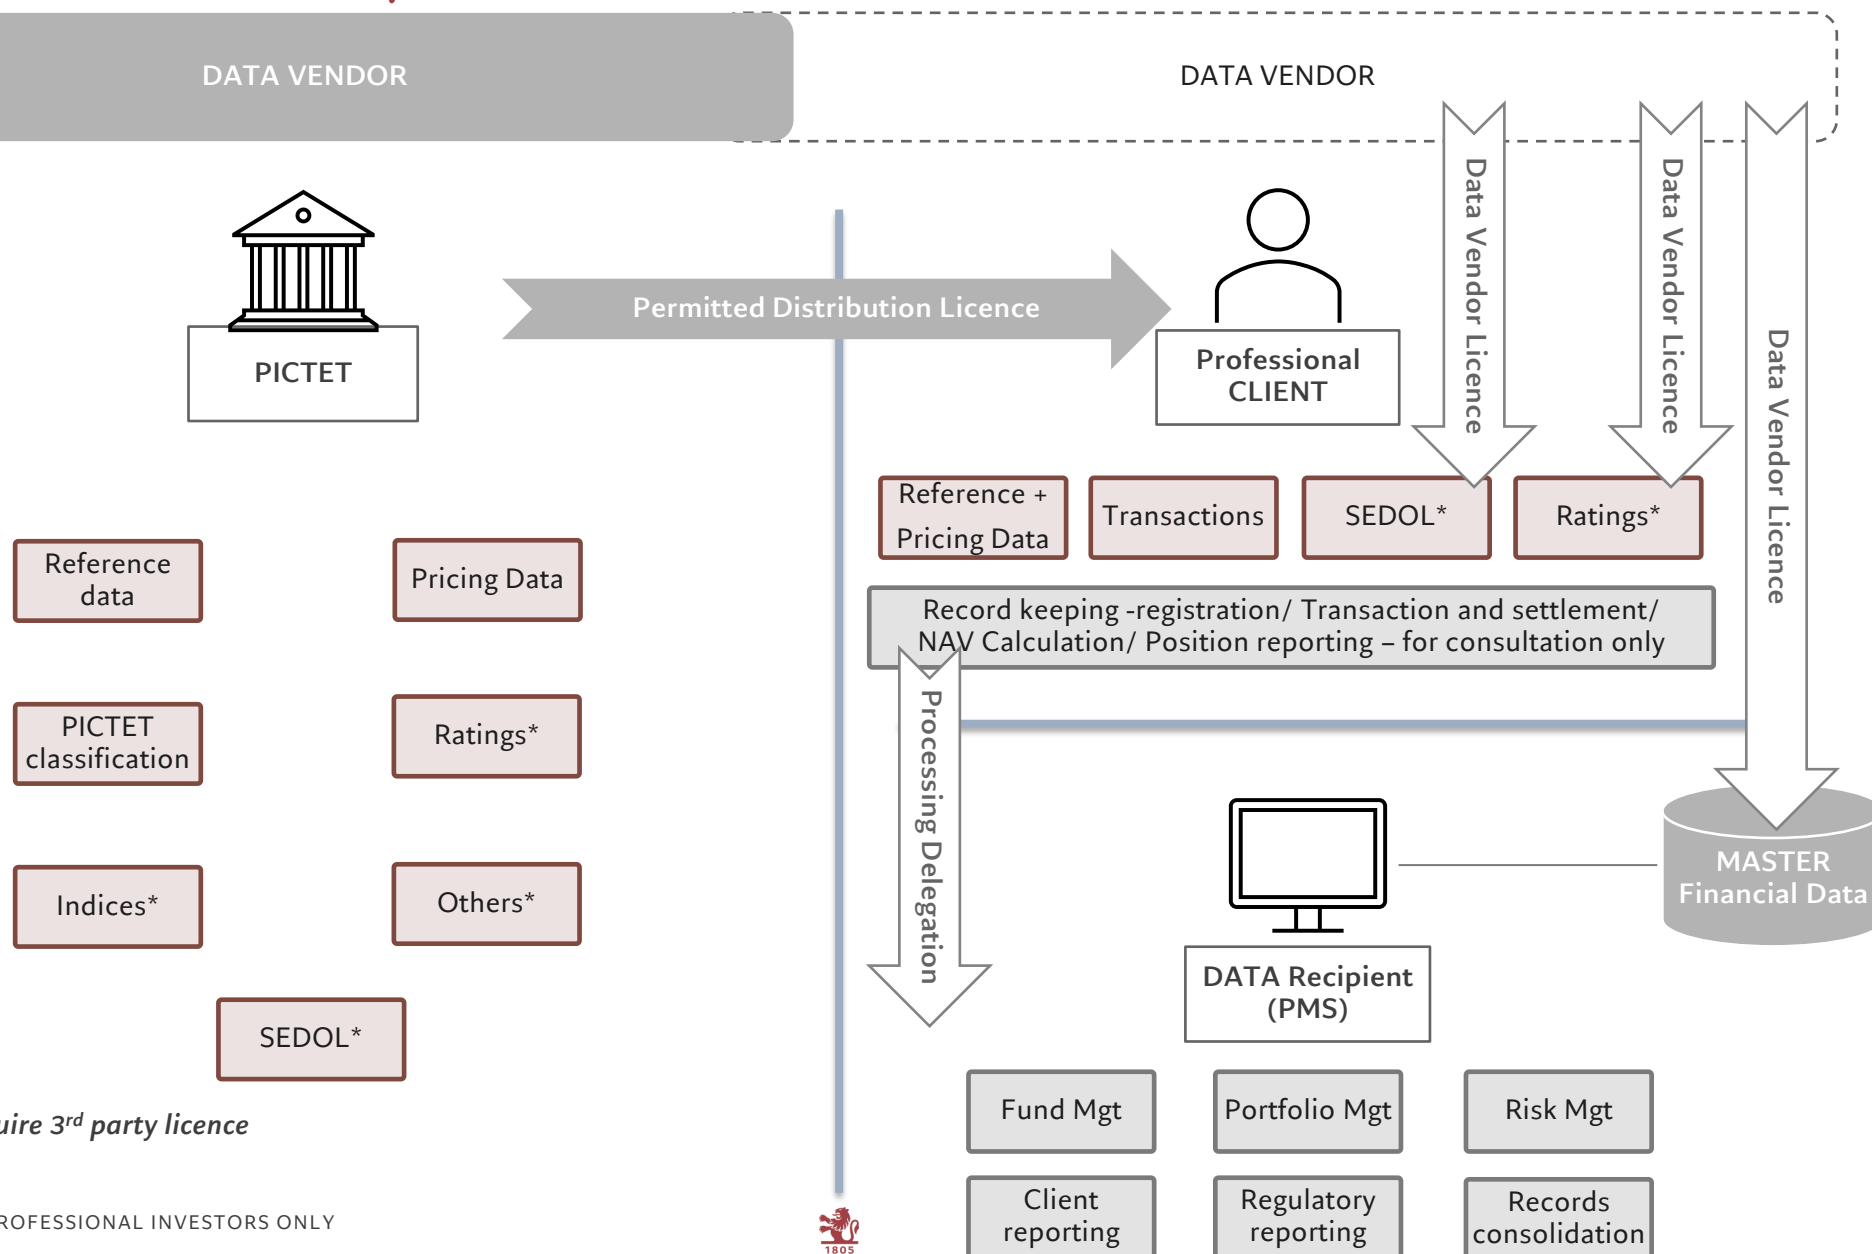 DATA VENDOR
DATA VENDOR
PICTET
Permitted Distribution Licence
Professional
CLIENT
Data Vendor Licence
Data Vendor Licence
Data Vendor Licence
Reference
data
Pricing Data
PICTET
classification
Ratings*
Indices*
Others*
SEDOL*
Reference +
Pricing Data
Transactions
SEDOL*
Ratings*
Record keeping -registration/ Transaction and settlement/
NAV Calculation/ Position reporting – for consultation only
Processing Delegation
MASTER
Financial Data
DATA Recipient
(PMS)
Fund Mgt
Portfolio Mgt
Risk Mgt
Client
reporting
Regulatory
reporting
Records
consolidation
uire 3rd party licence
ROFESSIONAL INVESTORS ONLY
1805